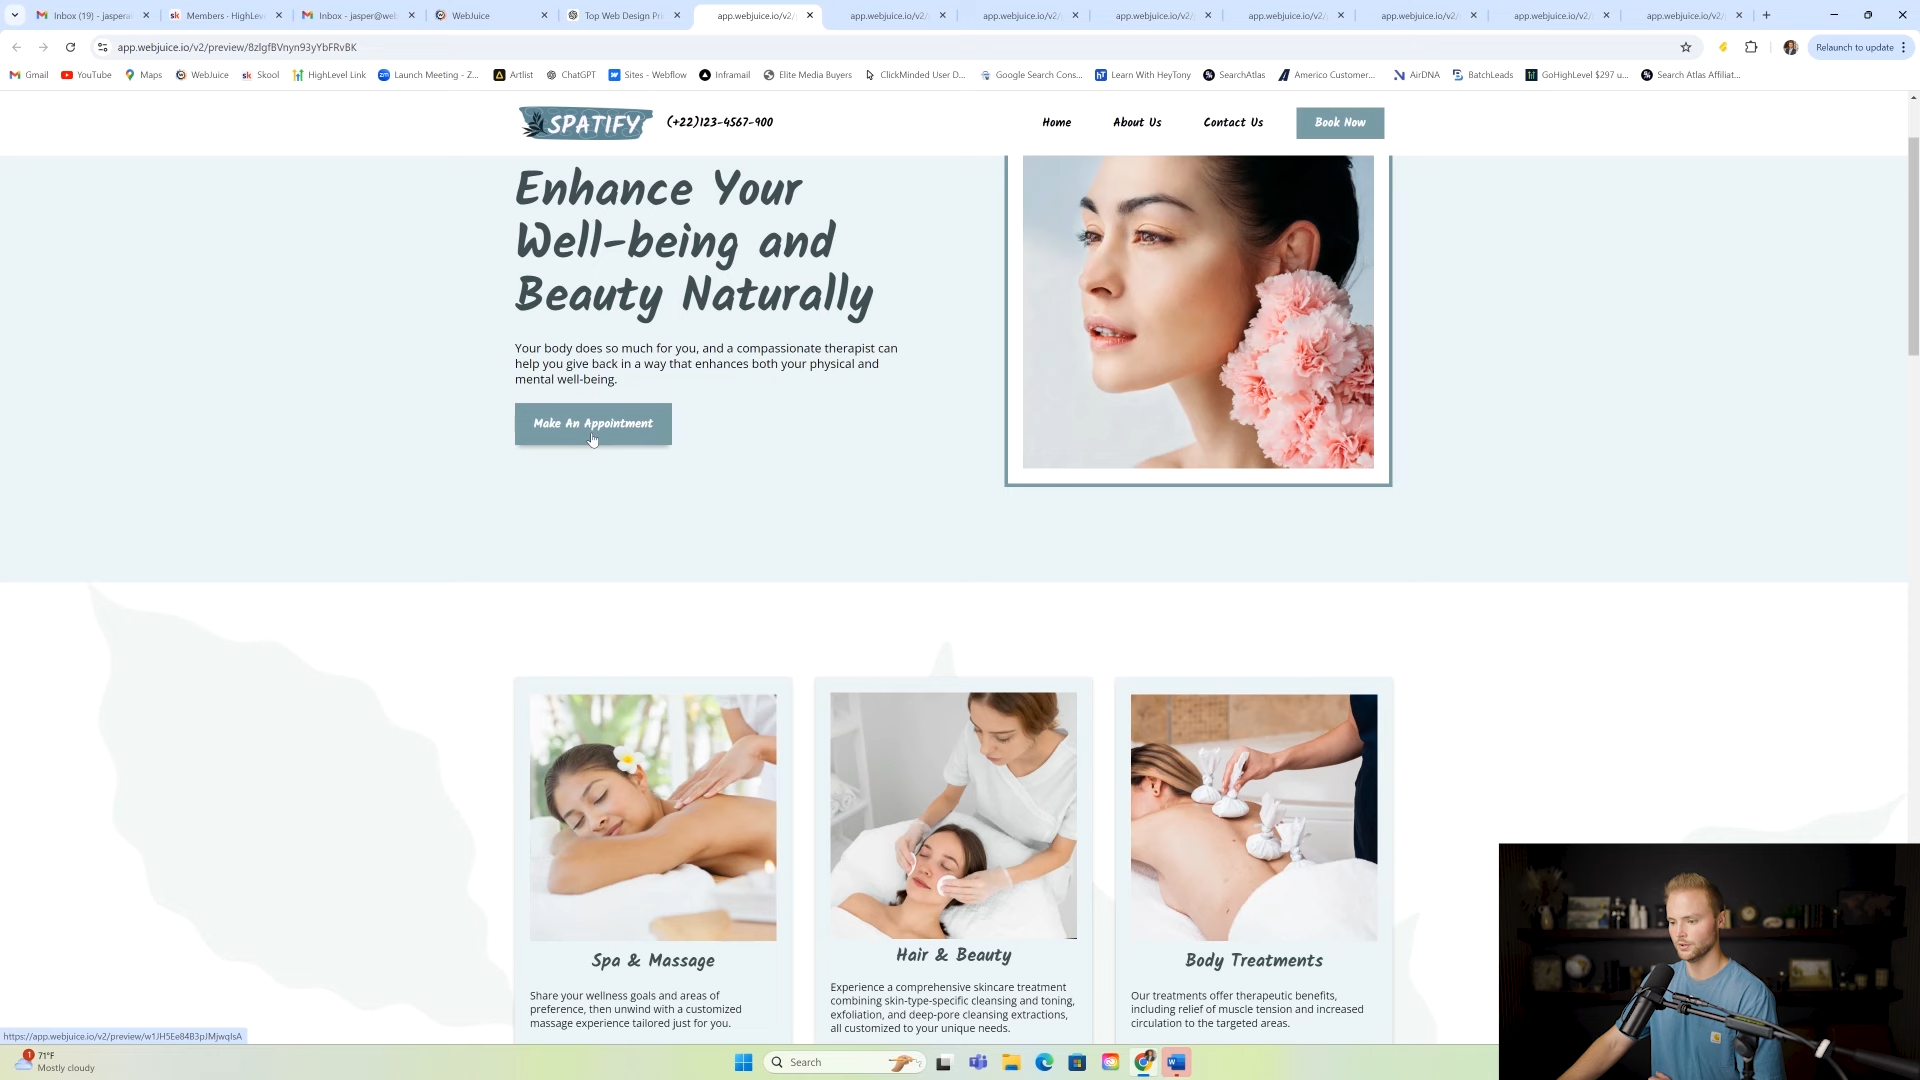 Inbox (19) - jaspera
Members · HighLev
Inbox - jasper@web
WebJuice
Top Web Design Pri
app.webjuice.io/v2/
app.webjuice.io/v2/
app.webjuice.io/v2/
app.webjuice.io/v2/
app.webjuice.io/v2/
app.webjuice.io/v2/
app.webjuice.io/v2/
app.webjuice.io/v2/
app.webjuice.io/v2/preview/8zIgfBVnyn93yYbFRvBK
Relaunch to update
Gmail
YouTube
Maps
WebJuice
Skool
HighLevel Link
Launch Meeting - Z...
Artlist
ChatGPT
Sites - Webflow
Inframail
Elite Media Buyers
ClickMinded User D...
Google Search Cons...
Learn With HeyTony
SearchAtlas
Americo Customer...
AirDNA
BatchLeads
GoHighLevel $297 u...
Search Atlas Affiliat...
SPATIFY
(+22)123-4567-900
Home
About Us
Contact Us
Book Now
Enhance Your
Well-being and
Beauty Naturally
Your body does so much for you, and a compassionate therapist can
help you give back in a way that enhances both your physical and
mental well-being.
Make An Appointment
Spa & Massage
Share your wellness goals and areas of
preference, then unwind with a customized
massage experience tailored just for you.
Hair & Beauty
Experience a comprehensive skincare treatment
combining skin-type-specific cleansing and toning,
exfoliation, and deep-pore cleansing extractions,
all customized to your unique needs.
Body Treatments
Our treatments offer therapeutic benefits,
including relief of muscle tension and increased
circulation to the targeted areas.
https://app.webjuice.io/v2/preview/w1JH5Ee84B3pJMjwqIsA
1
71°F
Mostly cloudy
Search